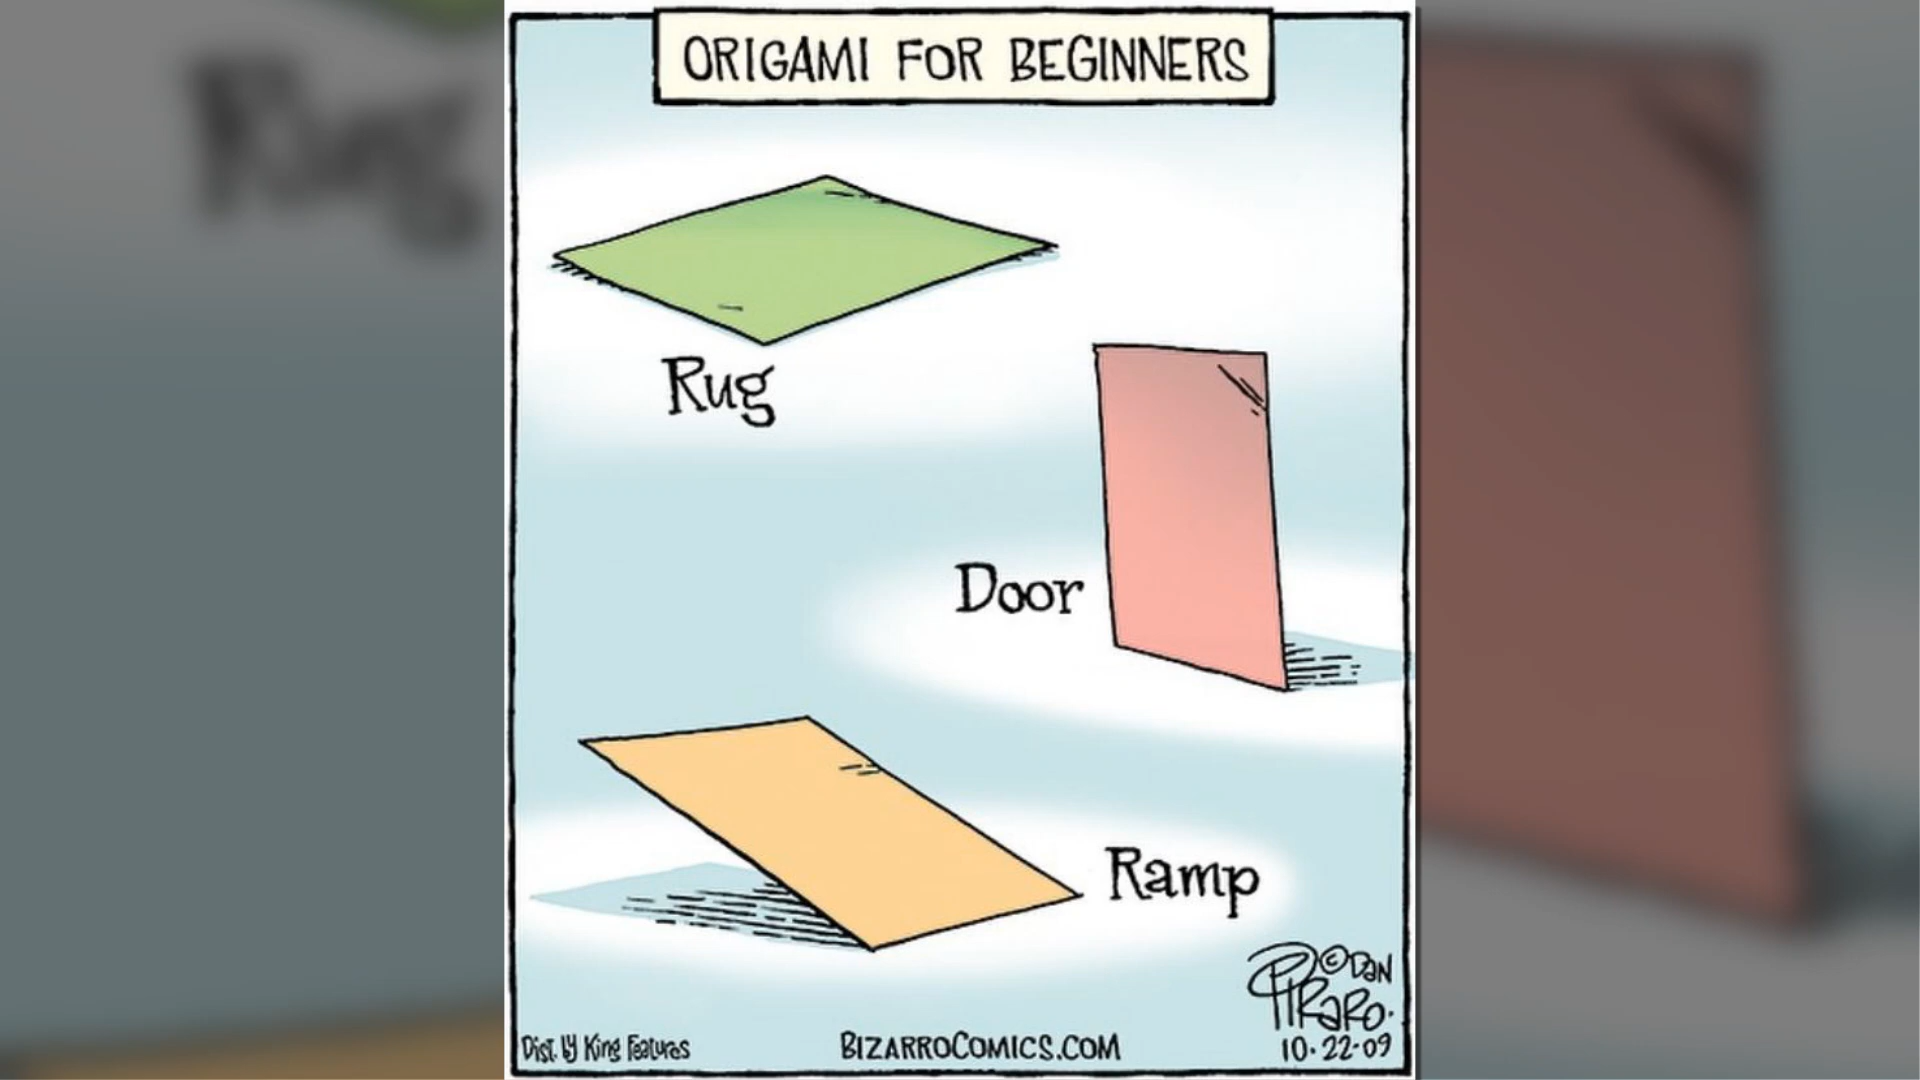 ORIGAMI FOR BEGINNERS
Rug
Door
Ramp
© DAN
PIRARO.
Dist. by King Features
BIZARROCOMICS.COM
10.22.09